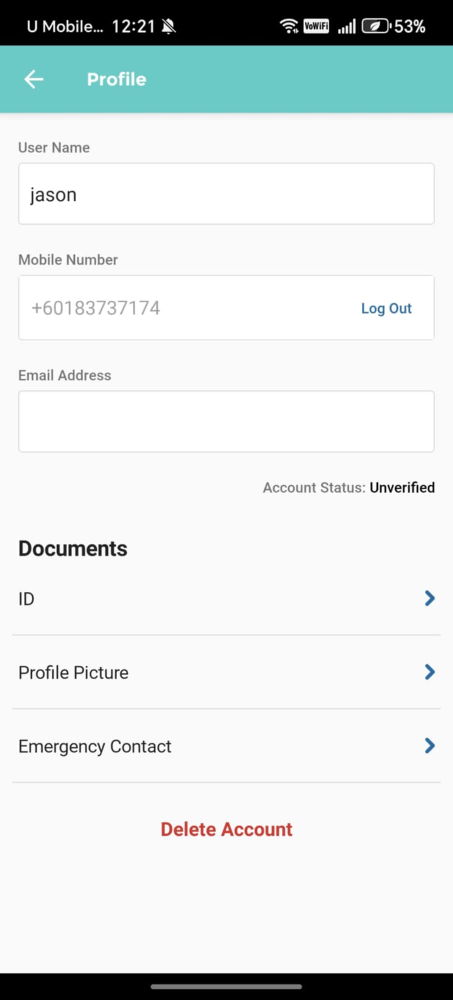 U Mobile... 12:21 VoWiFi 53%
Profile
User Name
jason
Mobile Number
+60183737174 Log Out
Email Address
Account Status: Unverified
Documents
ID
Profile Picture
Emergency Contact
Delete Account